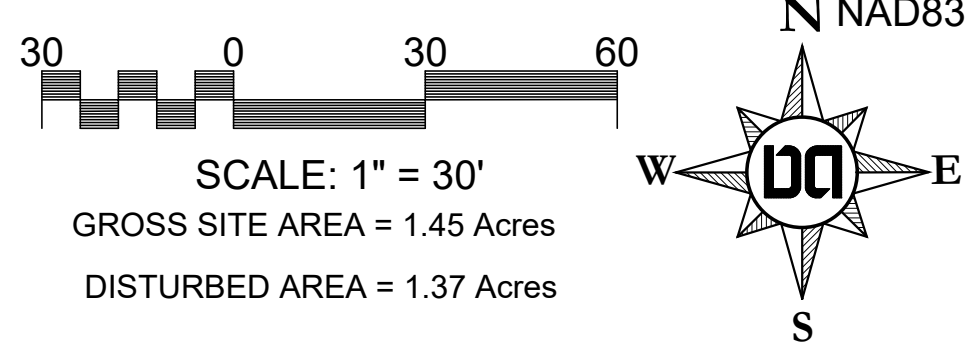 N NAD83
30 0 30 60
SCALE: 1" = 30'
W E
GROSS SITE AREA = 1.45 Acres
DISTURBED AREA = 1.37 Acres
S